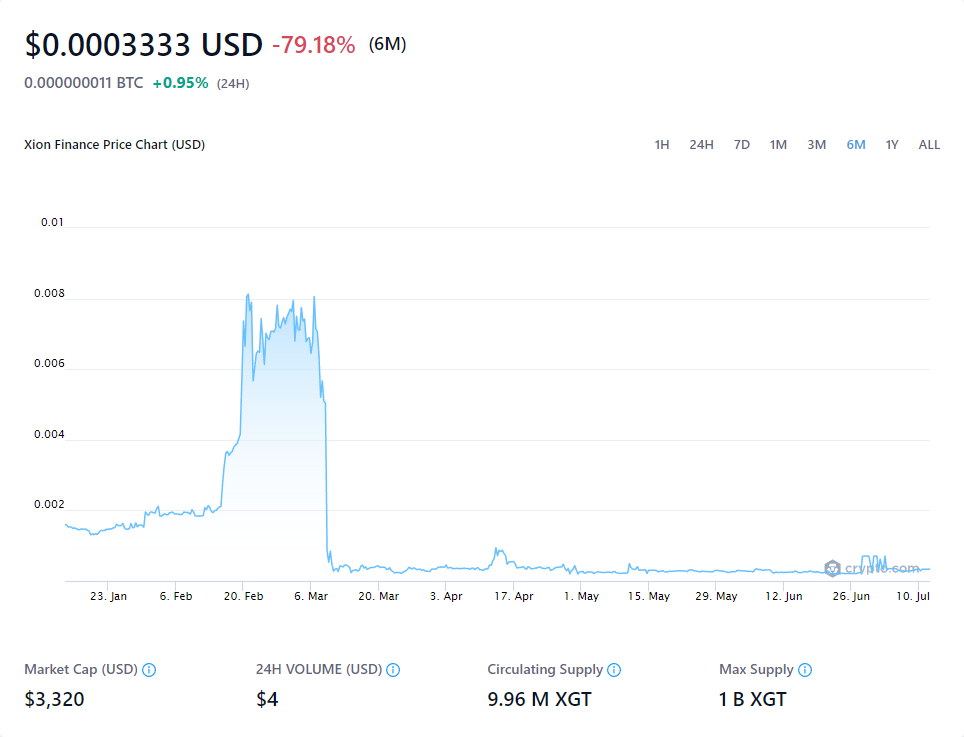 $0.0003333 USD -79.18% (6M)
0.000000011 BTC +0.95% (24H)
Xion Finance Price Chart (USD) 1H 24H 7D 1M 3M 6M 1Y ALL
0.01
0.008
0.006
0.004
0.002
crypto.com
23. Jan 6. Feb 20. Feb 6. Mar 20. Mar 3. Apr 17. Apr 1. May 15. May 29. May 12. Jun 26. Jun 10. Jul
Market Cap (USD) 24H VOLUME (USD) Circulating Supply Max Supply
$3,320 $4 9.96 M XGT 1 B XGT